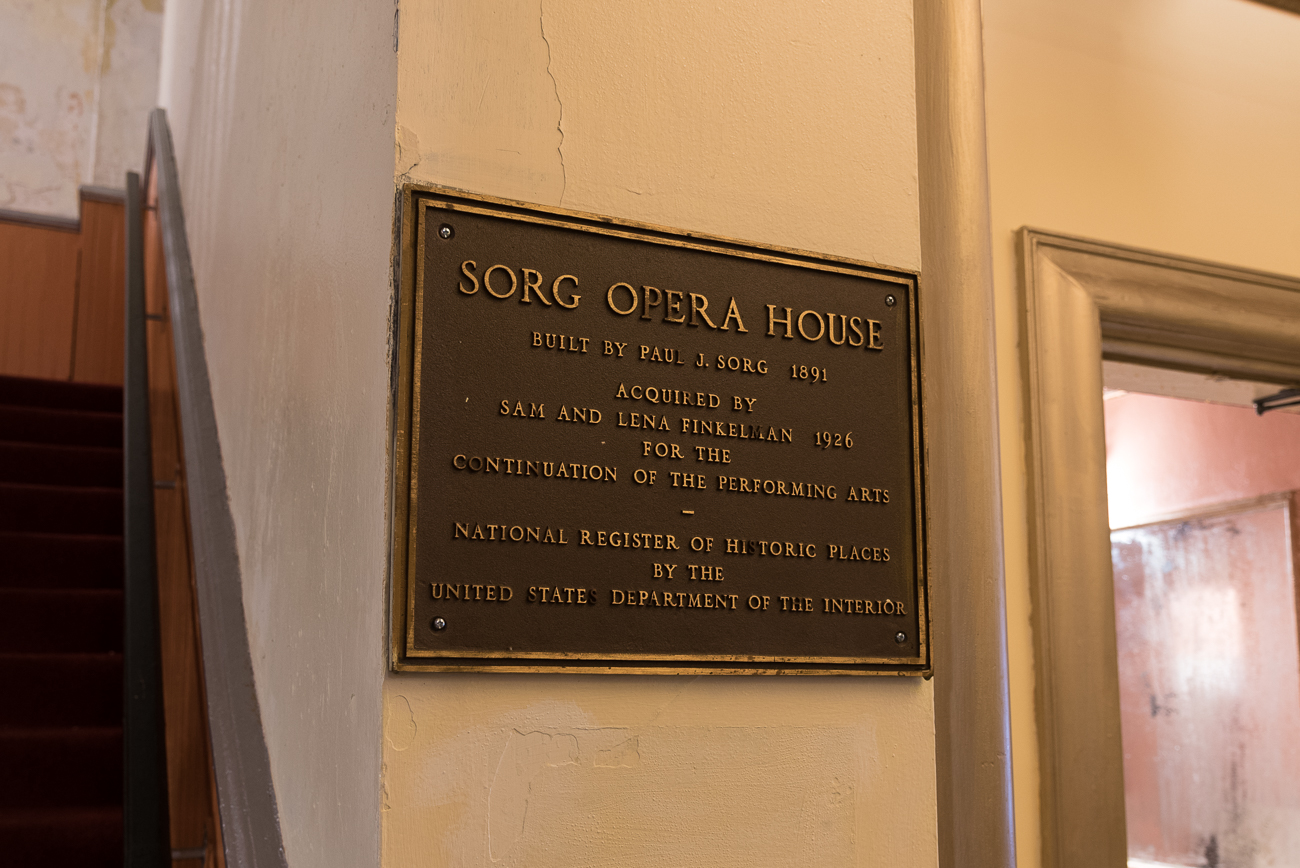 SORG OPERA HOUSE
BUILT BY PAUL J. SORG 1891
ACQUIRED BY
SAM AND LENA FINKELMAN 1926
FOR THE
CONTINUATION OF THE PERFORMING ARTS
–
NATIONAL REGISTER OF HISTORIC PLACES
BY THE
UNITED STATES DEPARTMENT OF THE INTERIOR